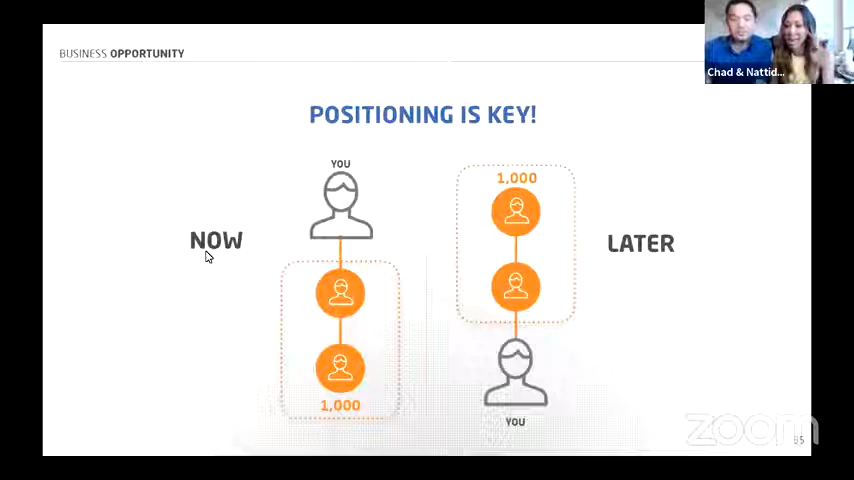 BUSINESS OPPORTUNITY
Chad & Nattid...
POSITIONING IS KEY!
YOU
1,000
NOW
LATER
1,000
YOU
zoom